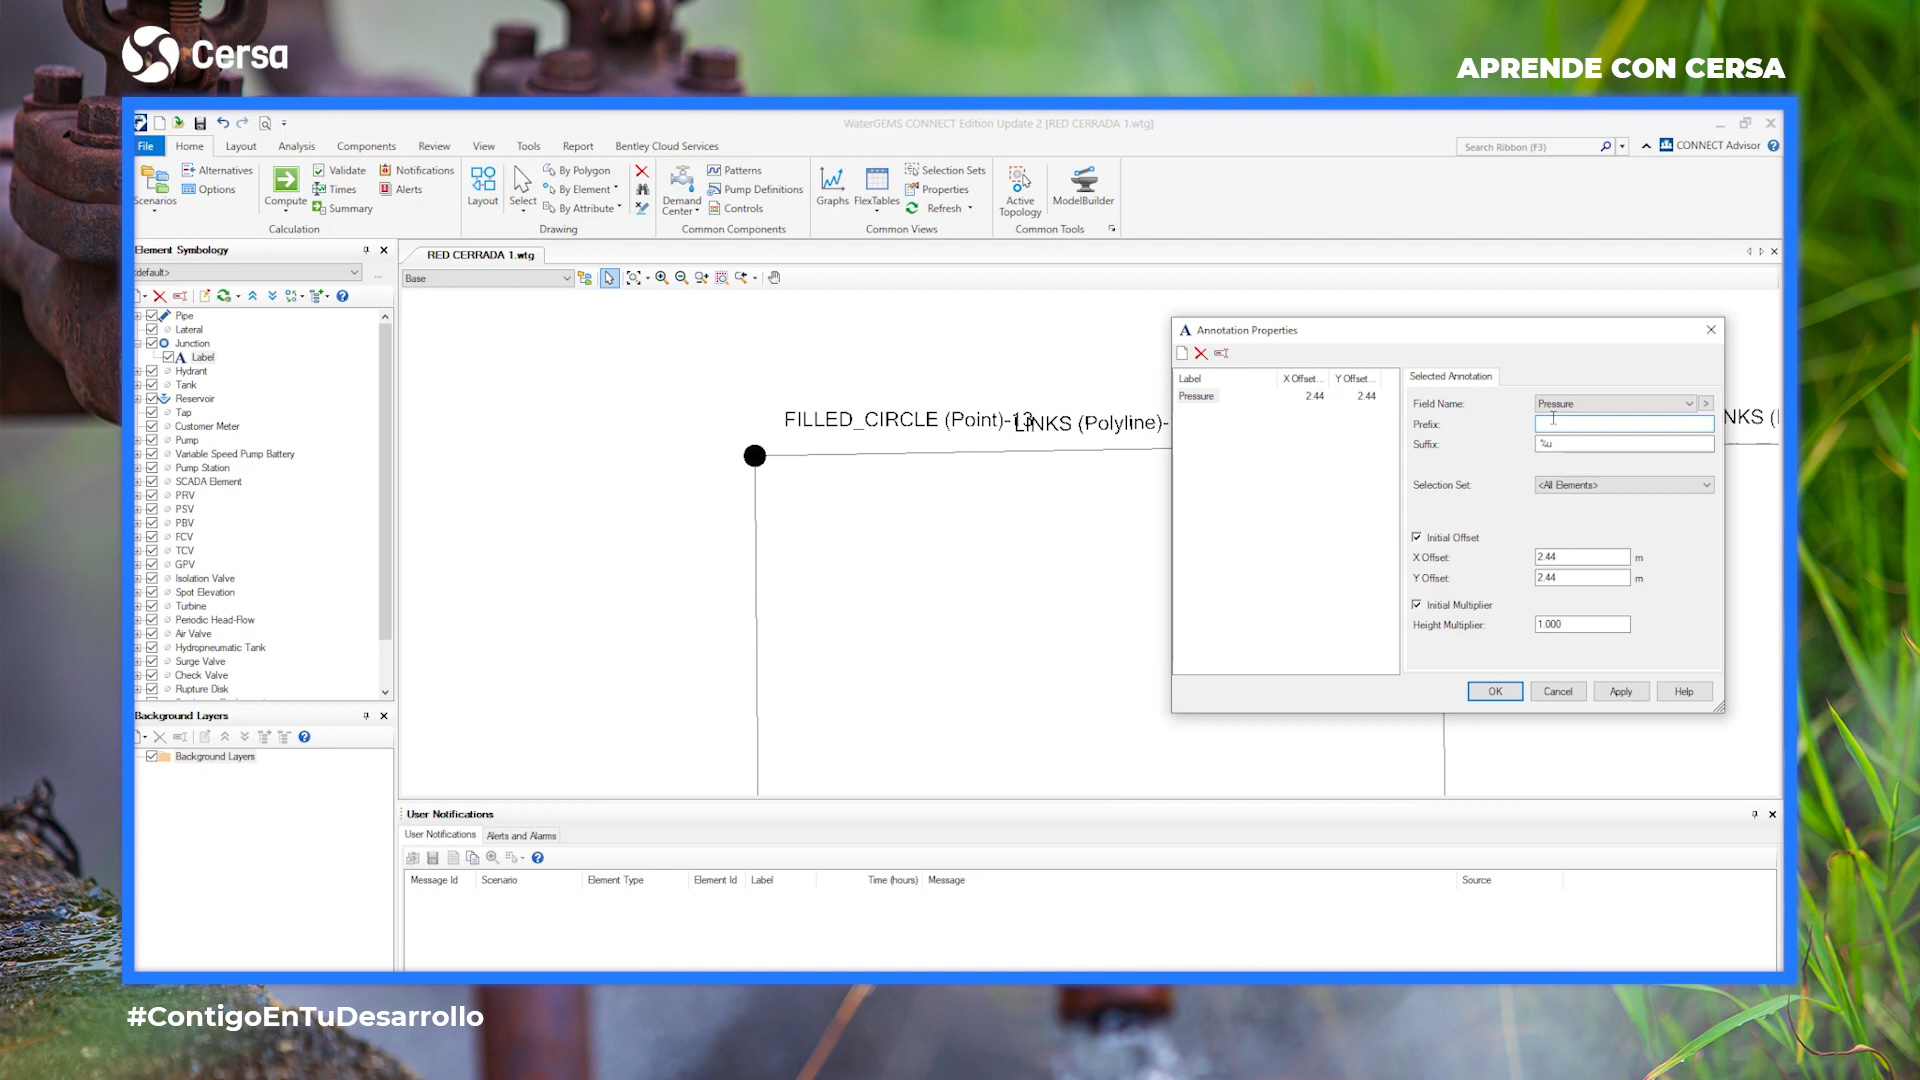 Cersa
APRENDE CON CERSA
WaterGEMS CONNECT Edition Update 2 [RED CERRADA 1.wtg]
File Home Layout Analysis Components Review View Tools Report Bentley Cloud Services
Search Ribbon (F3)
CONNECT Advisor
Scenarios
Alternatives
Options
Compute
Validate
Times
Summary
Notifications
Alerts
Calculation
Layout
Select
By Polygon
By Element
By Attribute
Drawing
Demand Center
Patterns
Pump Definitions
Controls
Common Components
Graphs
FlexTables
Selection Sets
Properties
Refresh
Common Views
Active Topology
ModelBuilder
Common Tools
Element Symbology
<default>
Pipe
Lateral
Junction
Label
Hydrant
Tank
Reservoir
Tap
Customer Meter
Pump
Variable Speed Pump Battery
Pump Station
SCADA Element
PRV
PSV
PBV
FCV
TCV
GPV
Isolation Valve
Spot Elevation
Turbine
Periodic Head-Flow
Air Valve
Hydropneumatic Tank
Surge Valve
Check Valve
Rupture Disk
Background Layers
Background Layers
RED CERRADA 1.wtg
Base
FILLED_CIRCLE (Point)-13
LINKS (Polyline)-
NKS (
Annotation Properties
Label X Offset... Y Offset...
Pressure 2.44 2.44
Selected Annotation
Field Name: Pressure >
Prefix:
Suffix: %u
Selection Set: <All Elements>
Initial Offset
X Offset: 2.44 m
Y Offset: 2.44 m
Initial Multiplier
Height Multiplier: 1.000
OK Cancel Apply Help
User Notifications
User Notifications Alerts and Alarms
Message Id Scenario Element Type Element Id Label Time (hours) Message Source
#ContigoEnTuDesarrollo